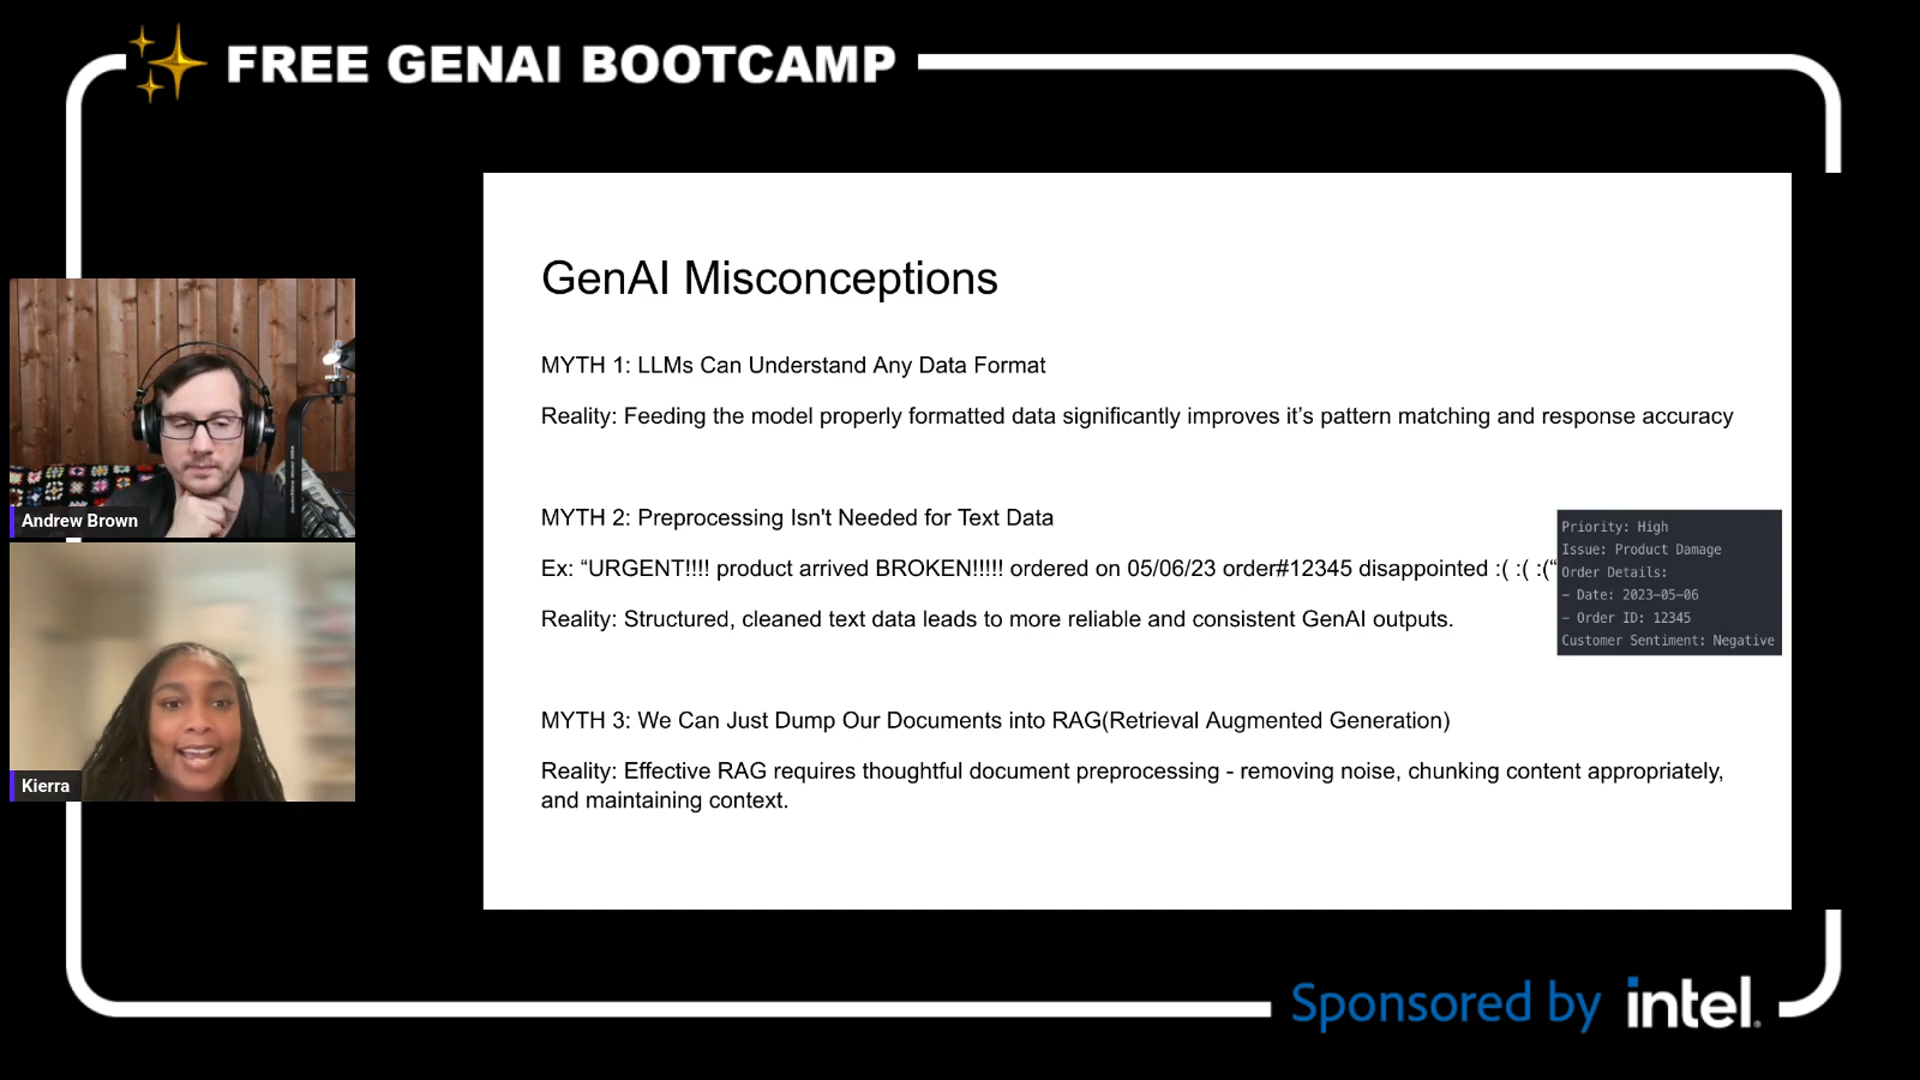 FREE GENAI BOOTCAMP
GenAI Misconceptions
MYTH 1: LLMs Can Understand Any Data Format
Reality: Feeding the model properly formatted data significantly improves it’s pattern matching and response accuracy
MYTH 2: Preprocessing Isn't Needed for Text Data
Ex: “URGENT!!!! product arrived BROKEN!!!!! ordered on 05/06/23 order#12345 disappointed :( :( :(“
Reality: Structured, cleaned text data leads to more reliable and consistent GenAI outputs.
Priority: High
Issue: Product Damage
Order Details:
– Date: 2023–05–06
– Order ID: 12345
Customer Sentiment: Negative
MYTH 3: We Can Just Dump Our Documents into RAG(Retrieval Augmented Generation)
Reality: Effective RAG requires thoughtful document preprocessing - removing noise, chunking content appropriately,
and maintaining context.
Andrew Brown
Kierra
Sponsored by intel.